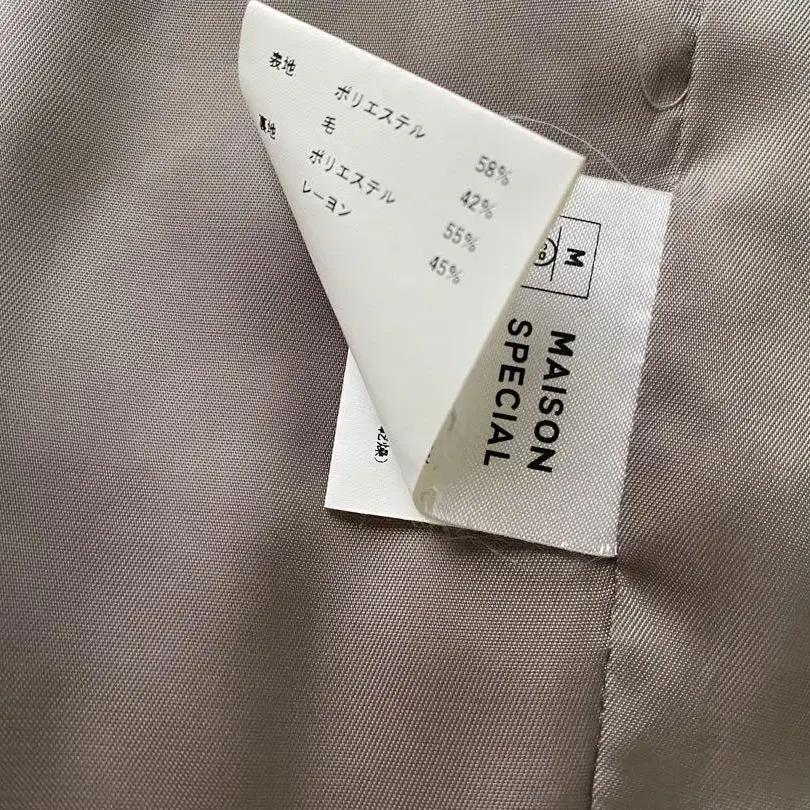 表地 ポリエステル 58%
毛 42%
裏地 ポリエステル 55%
レーヨン 45%
M
MAISON
SPECIAL